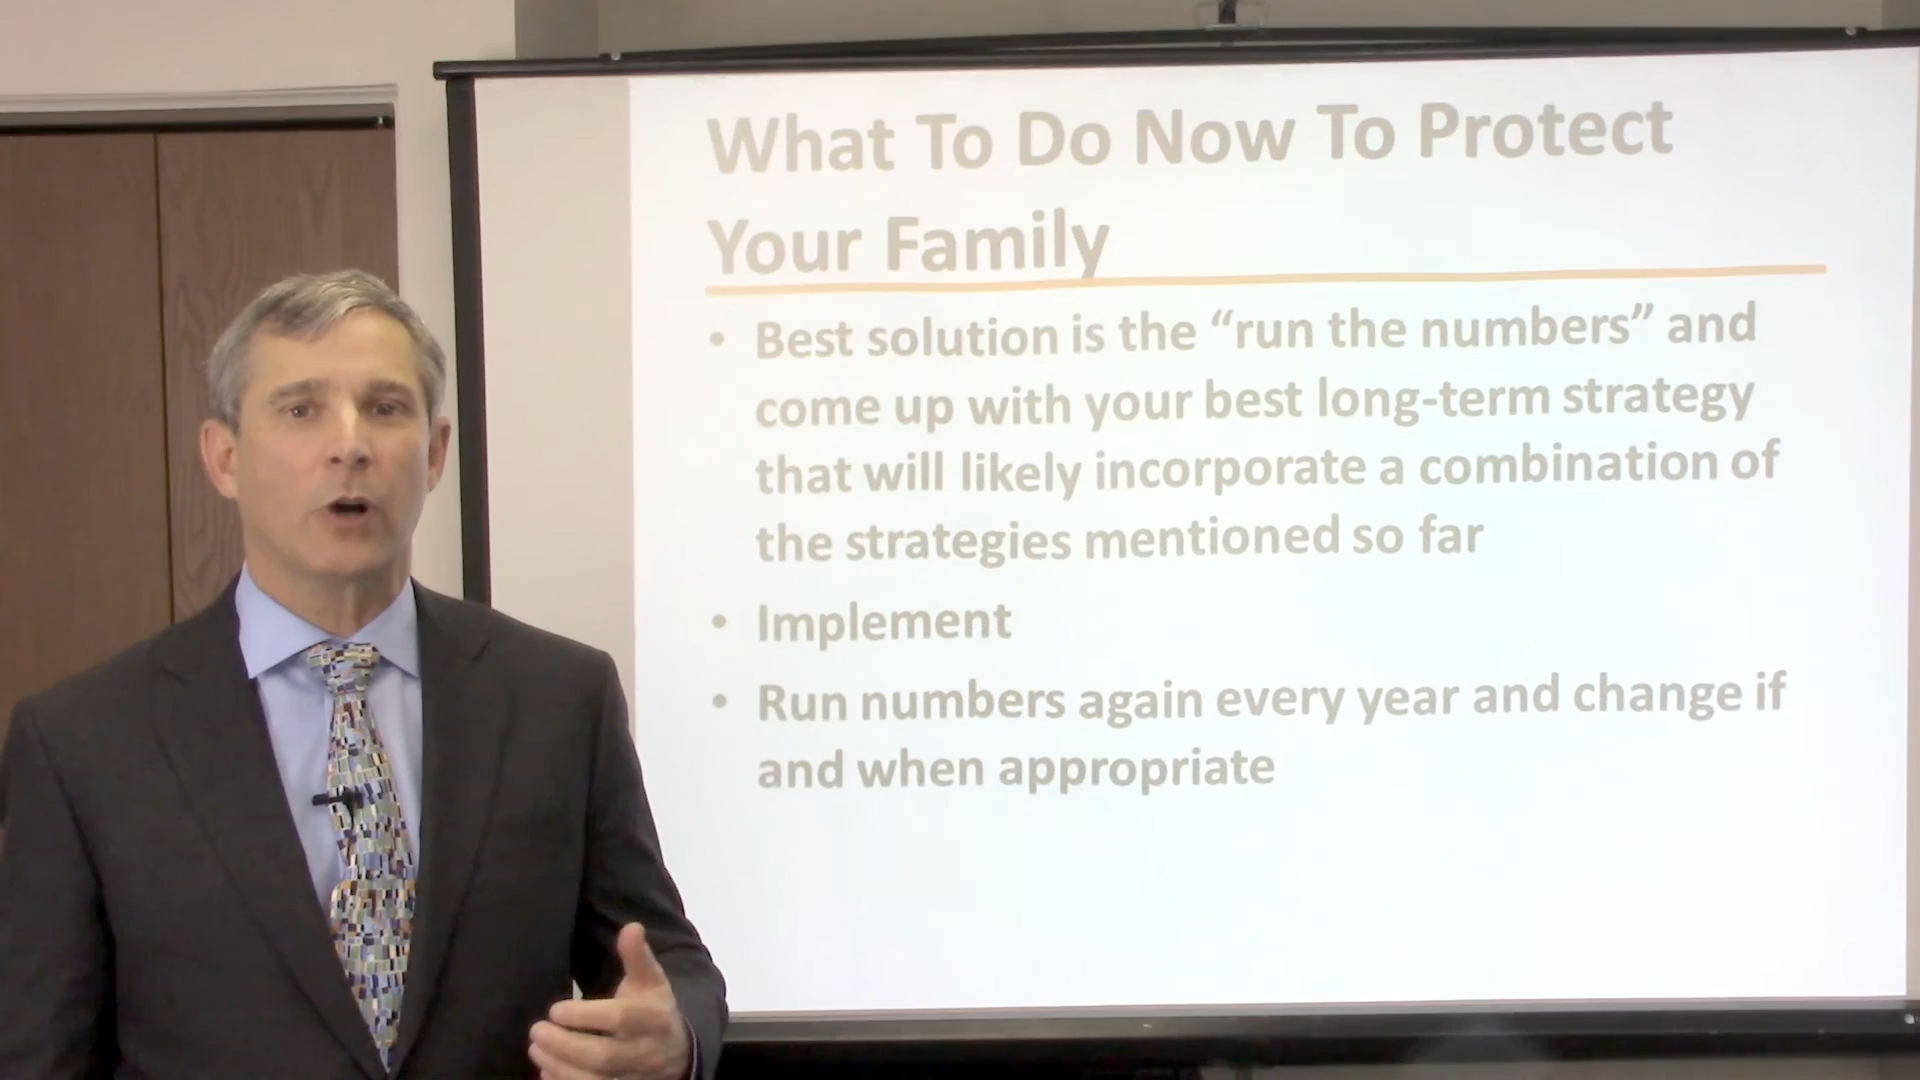 What To Do Now To Protect
Your Family
• Best solution is the “run the numbers” and
come up with your best long-term strategy
that will likely incorporate a combination of
the strategies mentioned so far
• Implement
• Run numbers again every year and change if
and when appropriate